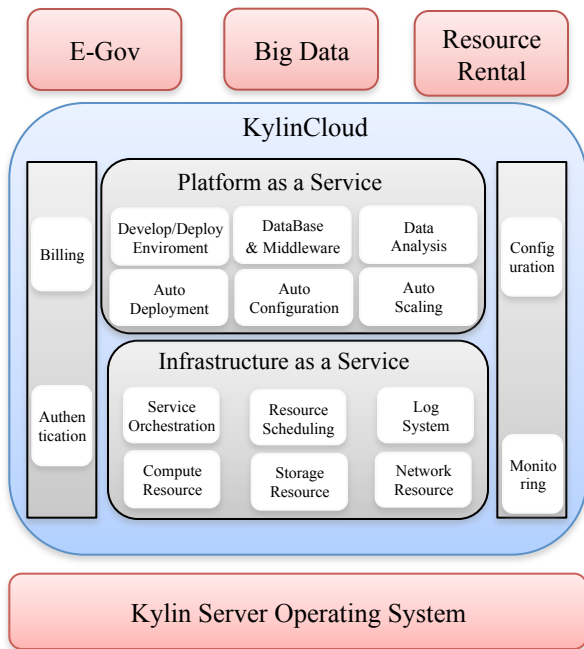 E-Gov
Big Data
Resource
Rental
KylinCloud
Platform as a Service
Develop/Deploy
Enviroment
DataBase
& Middleware
Data
Analysis
Auto
Deployment
Auto
Configuration
Auto
Scaling
Billing
Authen
tication
Config
uration
Monito
ring
Infrastructure as a Service
Service
Orchestration
Resource
Scheduling
Log
System
Compute
Resource
Storage
Resource
Network
Resource
Kylin Server Operating System